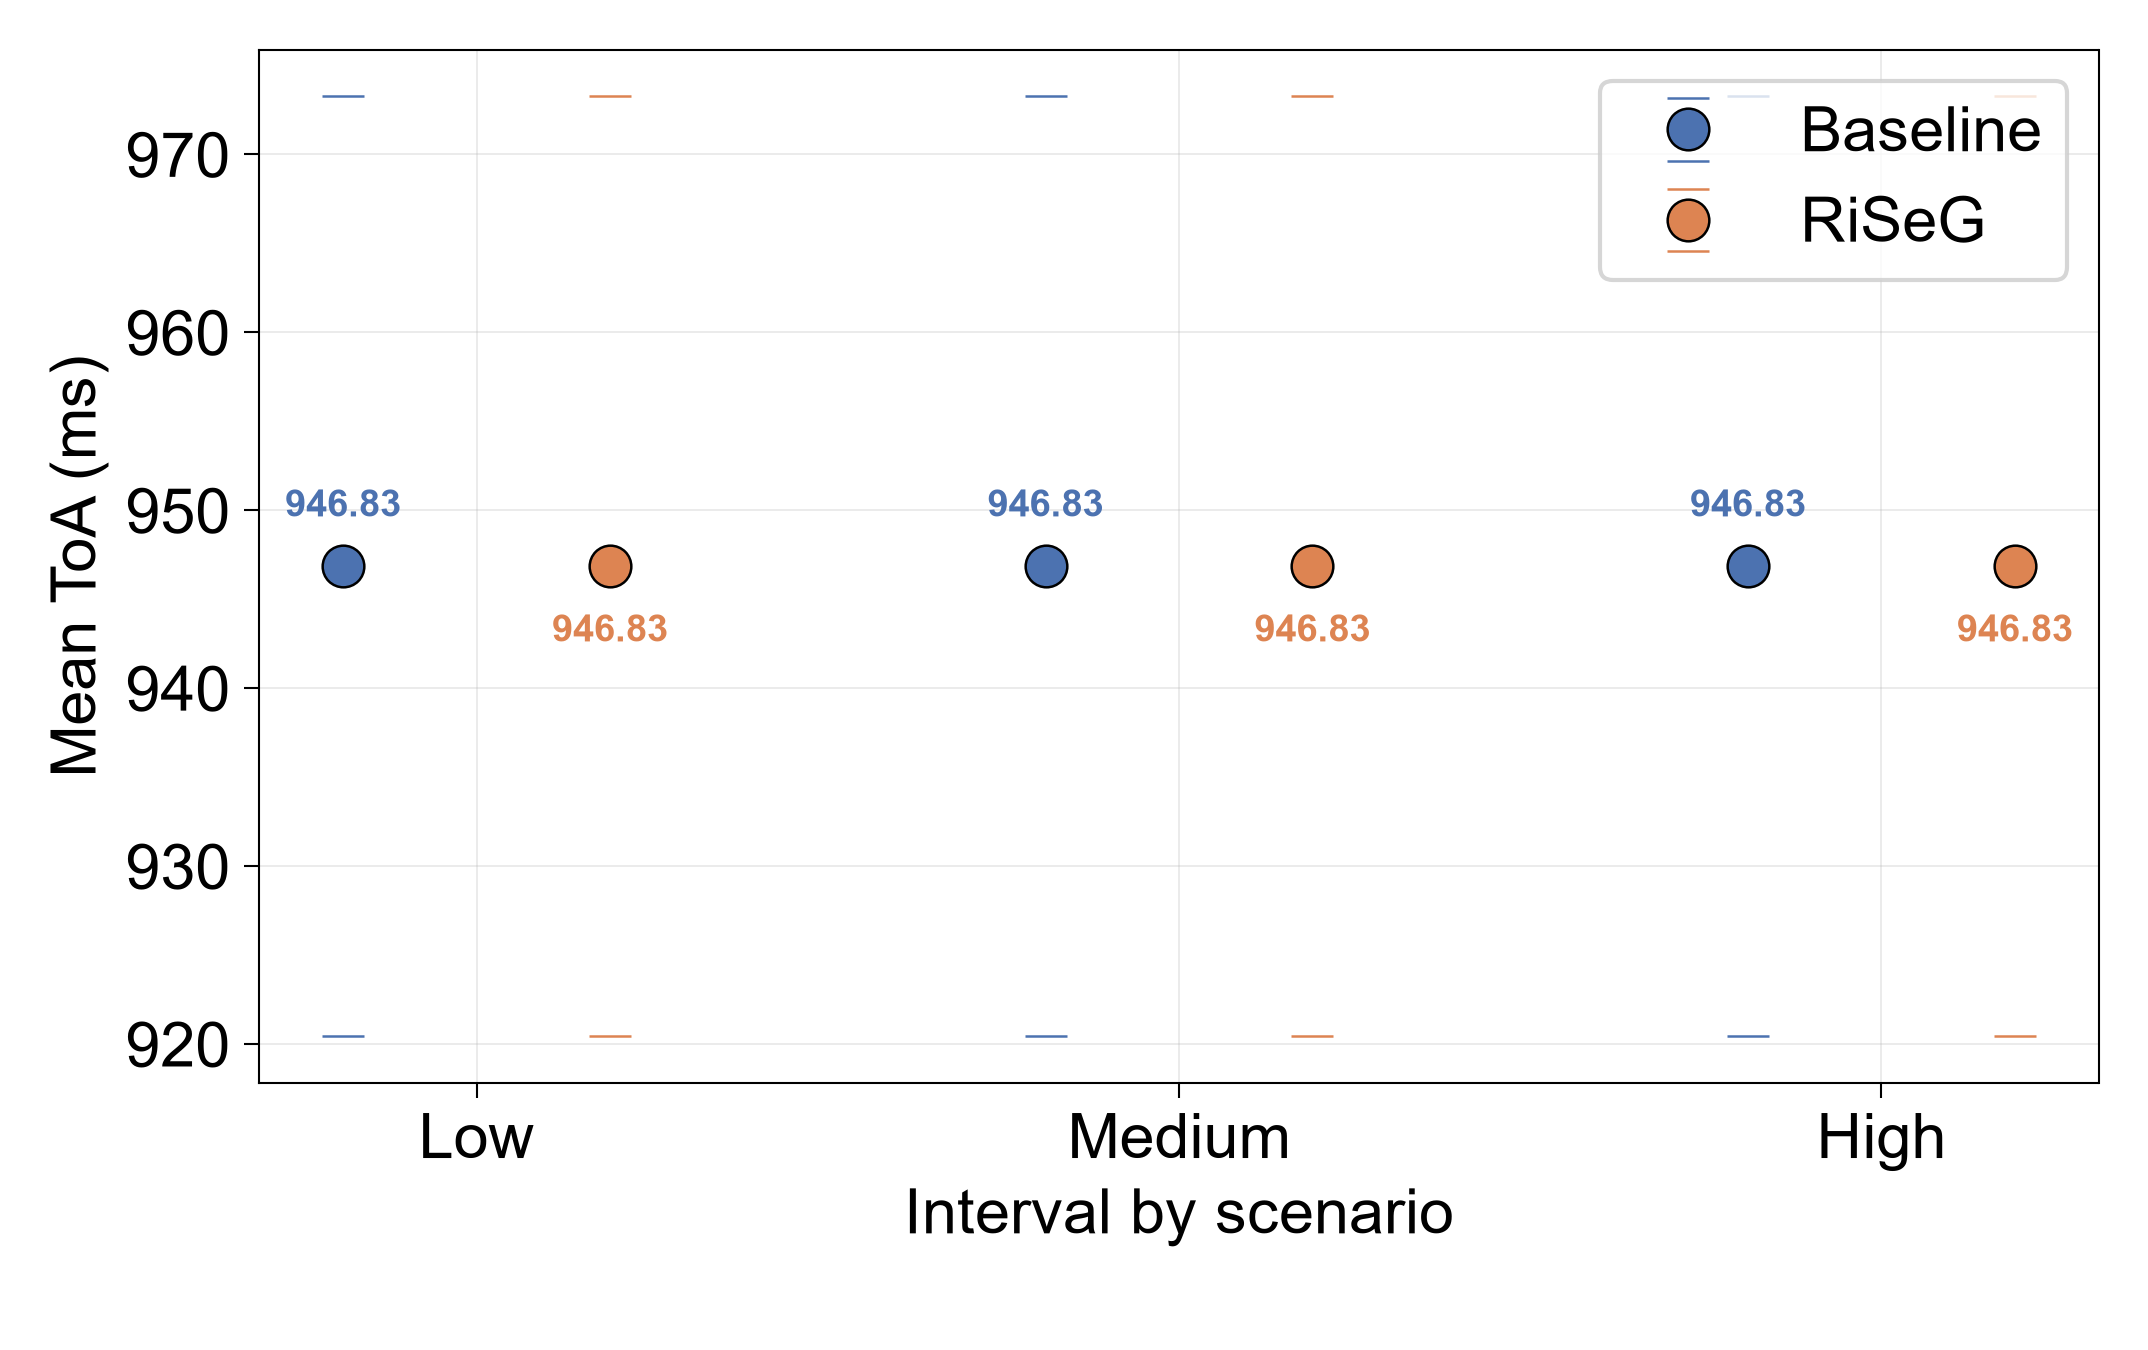 Mean ToA (ms)
970
960
950
940
930
920
Baseline
RiSeG
946.83
946.83
946.83
946.83
946.83
946.83
Low
Medium
High
Interval by scenario